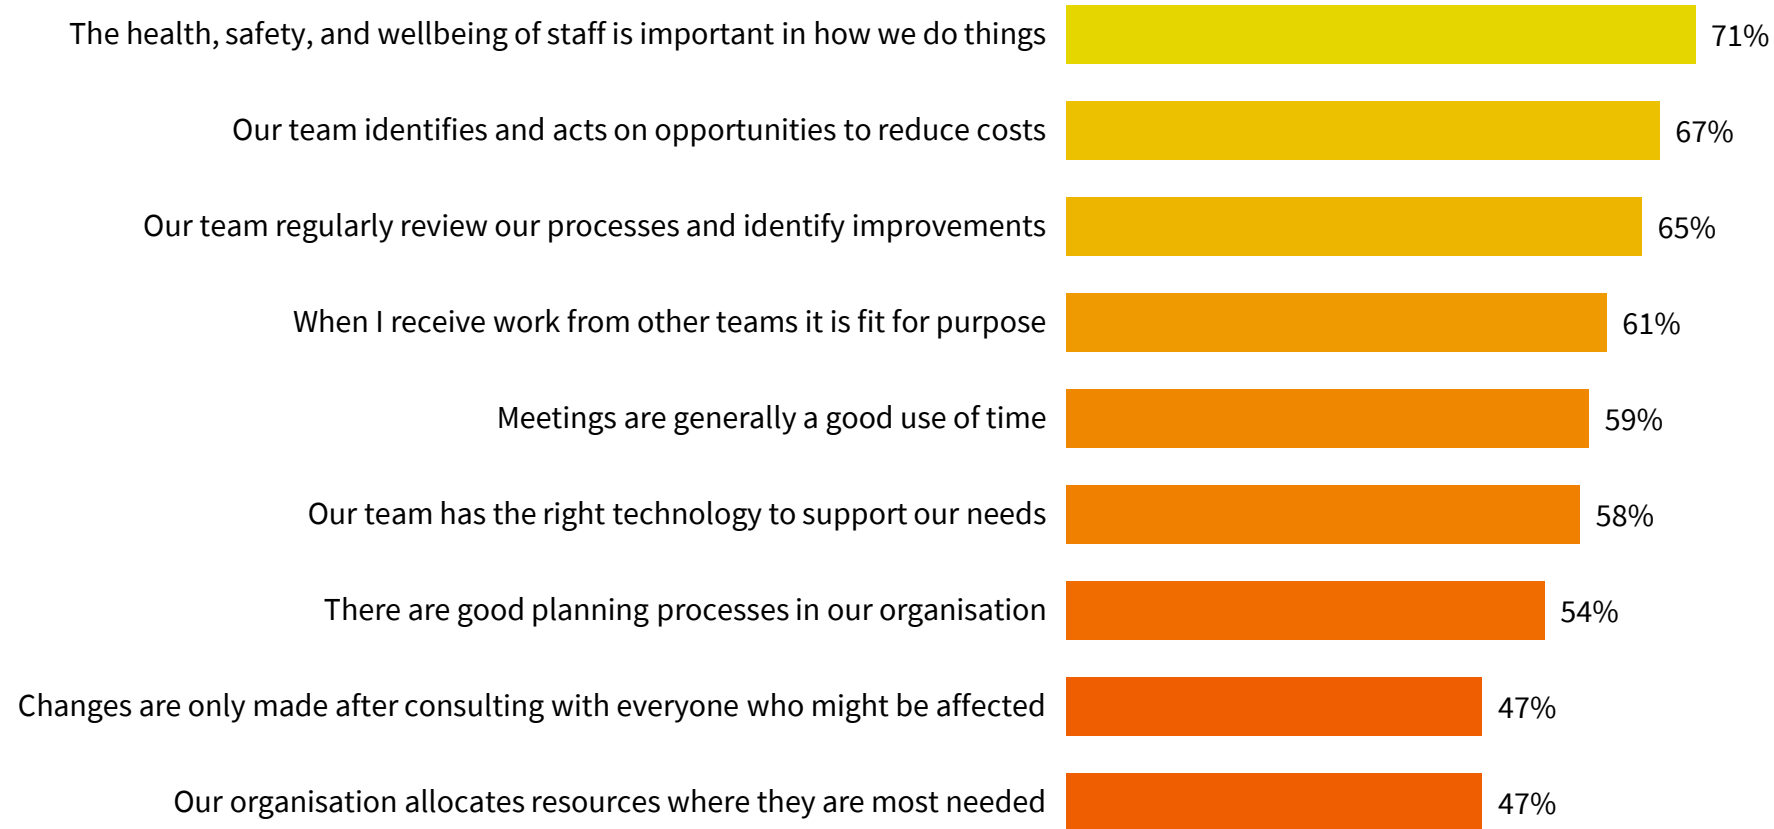 The health, safety, and wellbeing of staff is important in how we do things 71%
Our team identifies and acts on opportunities to reduce costs 67%
Our team regularly review our processes and identify improvements 65%
When I receive work from other teams it is fit for purpose 61%
Meetings are generally a good use of time 59%
Our team has the right technology to support our needs 58%
There are good planning processes in our organisation 54%
Changes are only made after consulting with everyone who might be affected 47%
Our organisation allocates resources where they are most needed 47%